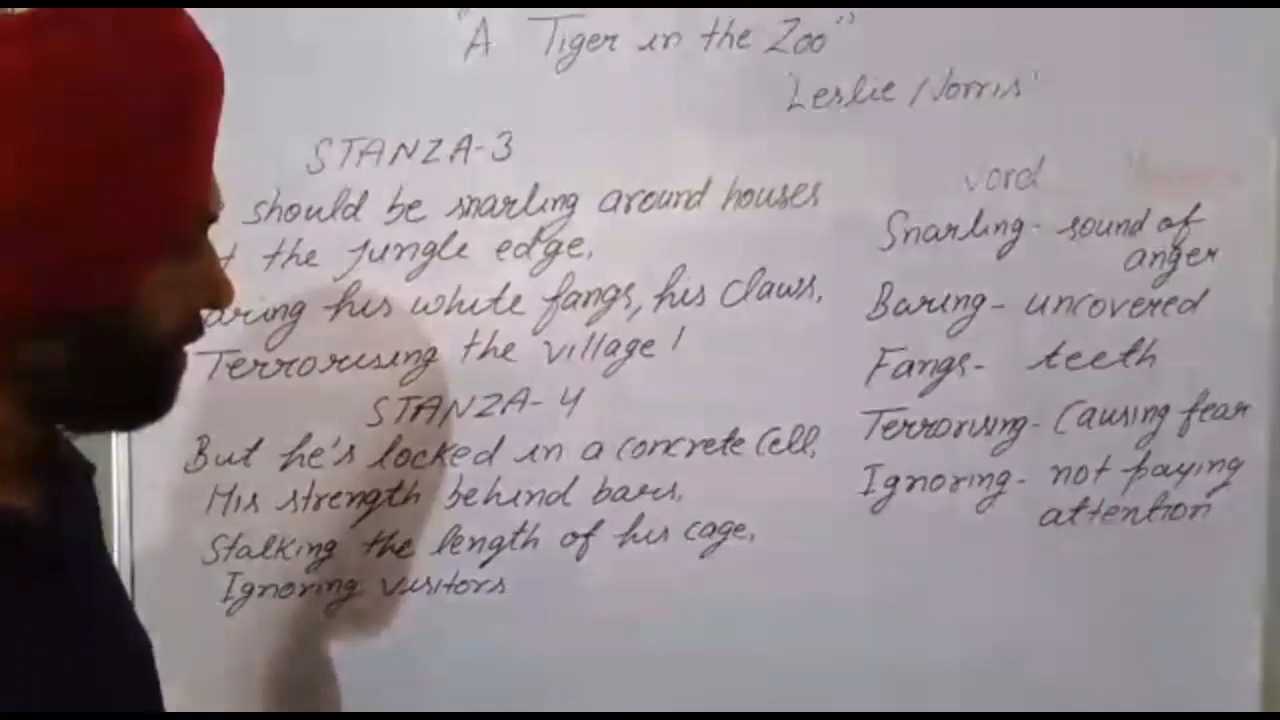 "A Tiger in the Zoo"
'Leslie Norris'
STANZA-3
should be snarling around houses
the jungle edge,
his white fangs, his claws,
Terrorising the village!
STANZA-4
But he's locked in a concrete cell,
His strength behind bars,
Stalking the length of his cage,
Ignoring visitors
word
Snarling- sound of
anger
Baring- uncovered
Fangs- teeth
Terrorising- Causing fear
Ignoring- not paying
attention